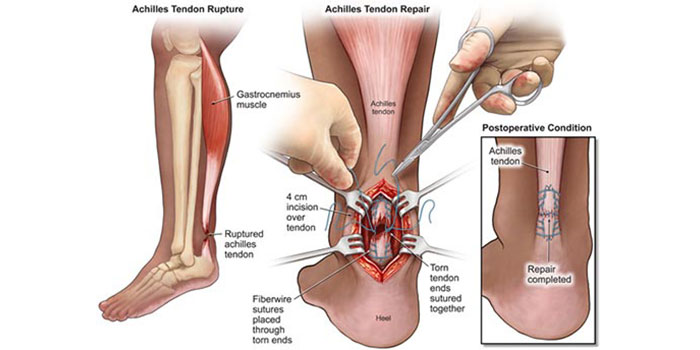 Achilles Tendon Rupture
Gastrocnemius
muscle
Ruptured
achilles
tendon
Achilles Tendon Repair
Achilles
tendon
4 cm
incision
over
tendon
Fiberwire
sutures
placed
through
torn ends
Torn
tendon
ends
sutured
together
Heel
Postoperative Condition
Achilles
tendon
Repair
completed